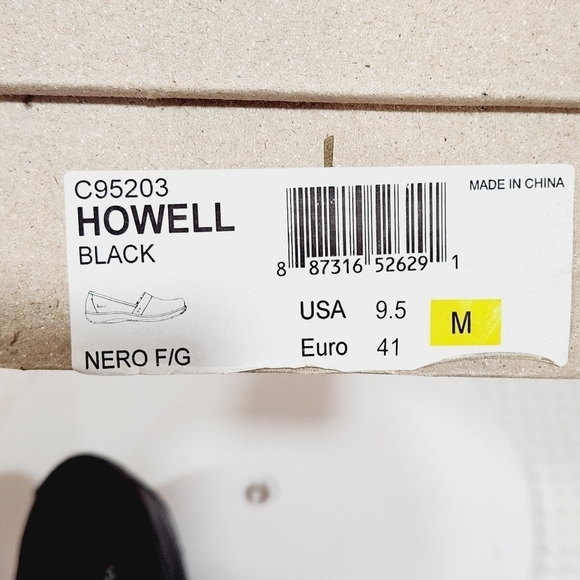 C95203
HOWELL
BLACK
NERO F/G
8 87316 52629 1
MADE IN CHINA
USA 9.5
Euro 41
M